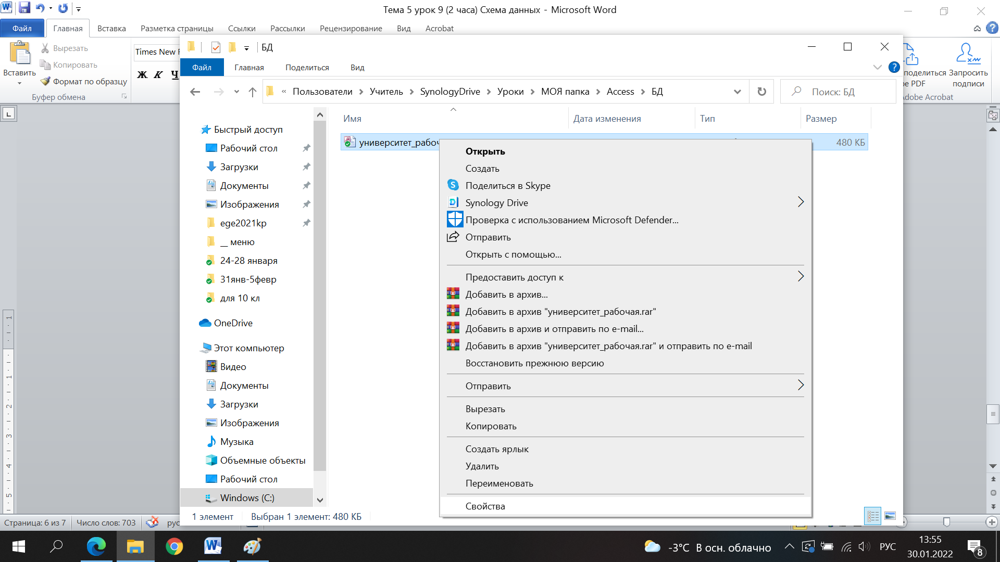 Тема 5 урок 9 (2 часа) Схема данных - Microsoft Word
Файл Главная Вставка Разметка страницы Ссылки Рассылки Рецензирование Вид Acrobat
Вставить
Вырезать
Копировать
Формат по образцу
Буфер обмена
Times New
Ж К Ч
поделиться
PDF
Запросить
подписи
Adobe Acrobat
БД
Файл Главная Поделиться Вид
« Пользователи Учитель SynologyDrive Уроки МОЯ папка Access БД
Поиск: БД
Имя Дата изменения Тип Размер
480 КБ
Быстрый доступ
Рабочий стол
Загрузки
Документы
Изображения
ege2021kp
__ меню
24-28 января
31янв-5февр
для 10 кл
OneDrive
Этот компьютер
Видео
Документы
Загрузки
Изображения
Музыка
Объемные объекты
Рабочий стол
Windows (C:)
Открыть
Создать
Поделиться в Skype
Synology Drive
Проверка с использованием Microsoft Defender...
Отправить
Открыть с помощью...
Предоставить доступ к
Добавить в архив...
Добавить в архив "университет_рабочая.rar"
Добавить в архив и отправить по e-mail...
Добавить в архив "университет_рабочая.rar" и отправить по e-mail
Восстановить прежнюю версию
Отправить
Вырезать
Копировать
Создать ярлык
Удалить
Переименовать
Свойства
1 элемент Выбран 1 элемент: 480 КБ
Страница: 6 из 7 Число слов: 703
1
1
2
3
4
5
-3°C В осн. облачно
РУС
13:55
30.01.2022
8